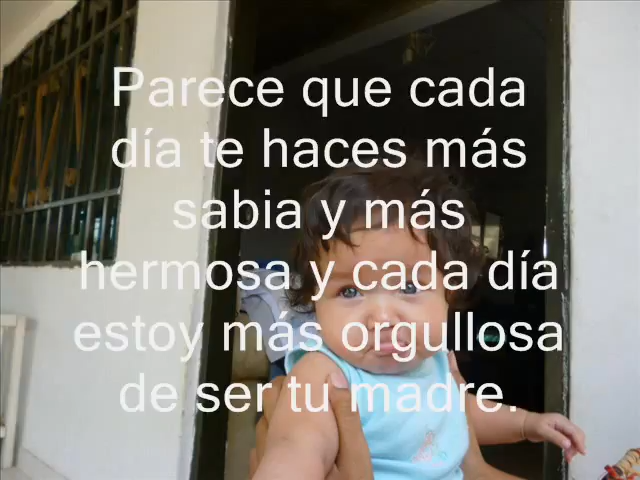 Parece que cada
día te haces más
sabia y más
hermosa y cada día
estoy más orgullosa
de ser tu madre.